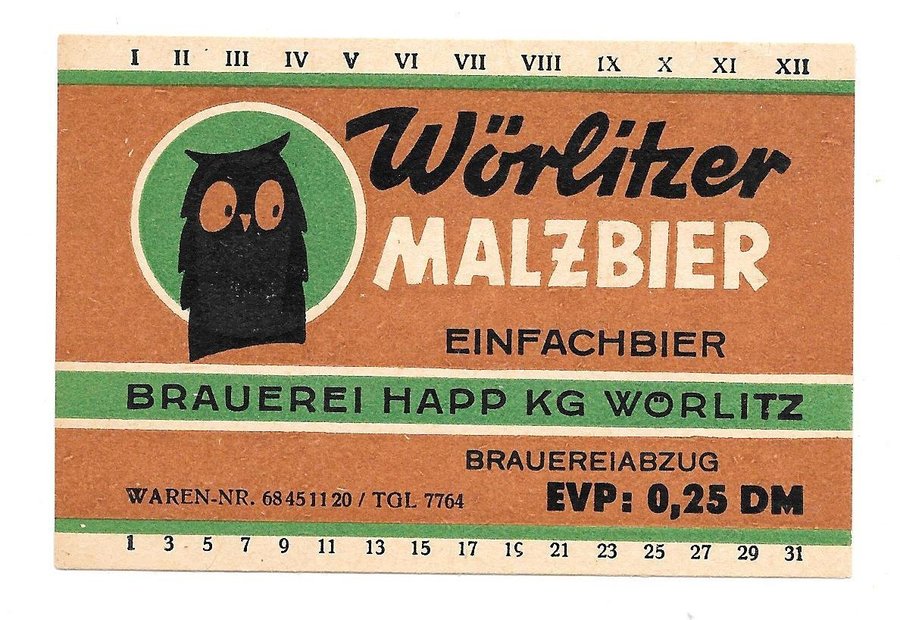 I II III IV V VI VII VIII IX X XI XII
Wörlitzer
MALZBIER
EINFACHBIER
BRAUEREI HAPP KG WÖRLITZ
BRAUEREIABZUG
WAREN-NR. 68451120 / TGL 7764
EVP: 0,25 DM
1 3 5 7 9 11 13 15 17 19 21 23 25 27 29 31